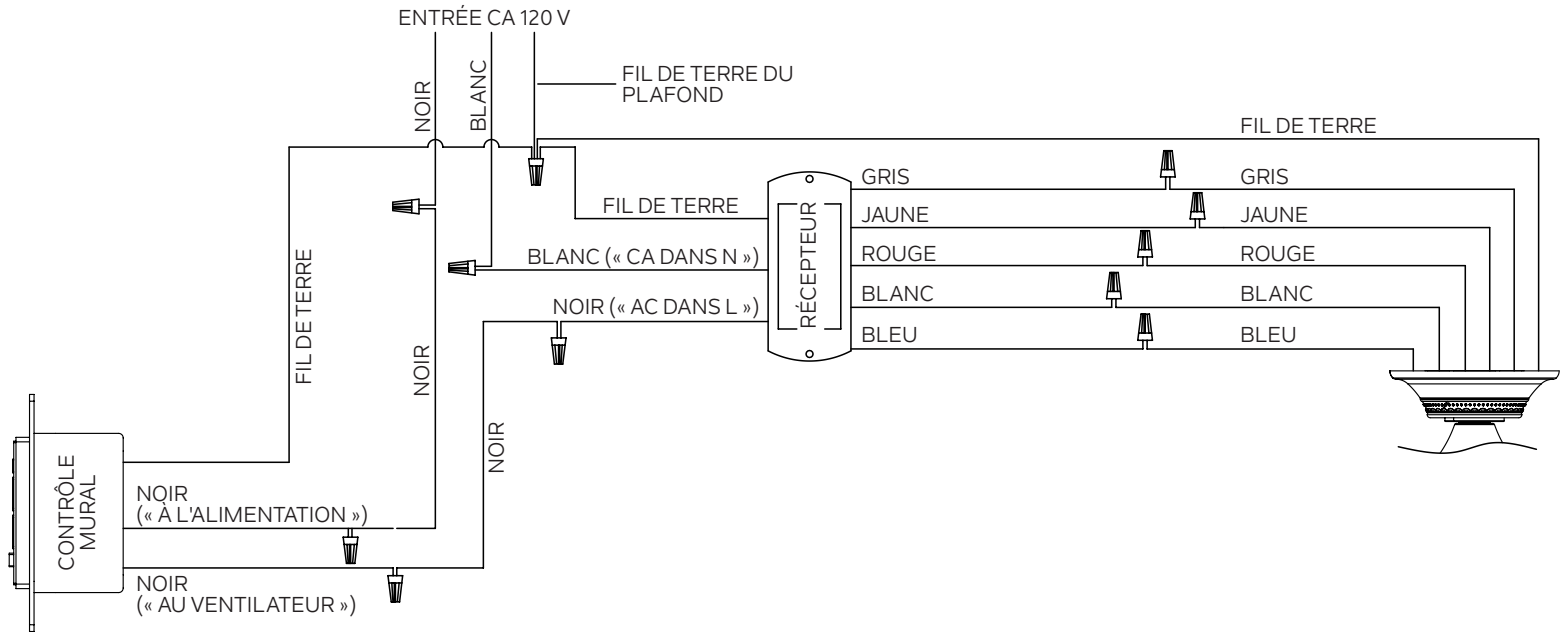 ENTRÉE CA 120 V
NOIR
BLANC
FIL DE TERRE DU
PLAFOND
FIL DE TERRE
GRIS
GRIS
FIL DE TERRE
JAUNE
JAUNE
BLANC (« CA DANS N »)
ROUGE
ROUGE
RÉCEPTEUR
BLANC
BLANC
NOIR (« AC DANS L »)
BLEU
BLEU
FIL DE TERRE
NOIR
NOIR
CONTRÔLE
MURAL
NOIR
(« À L'ALIMENTATION »)
NOIR
(« AU VENTILATEUR »)